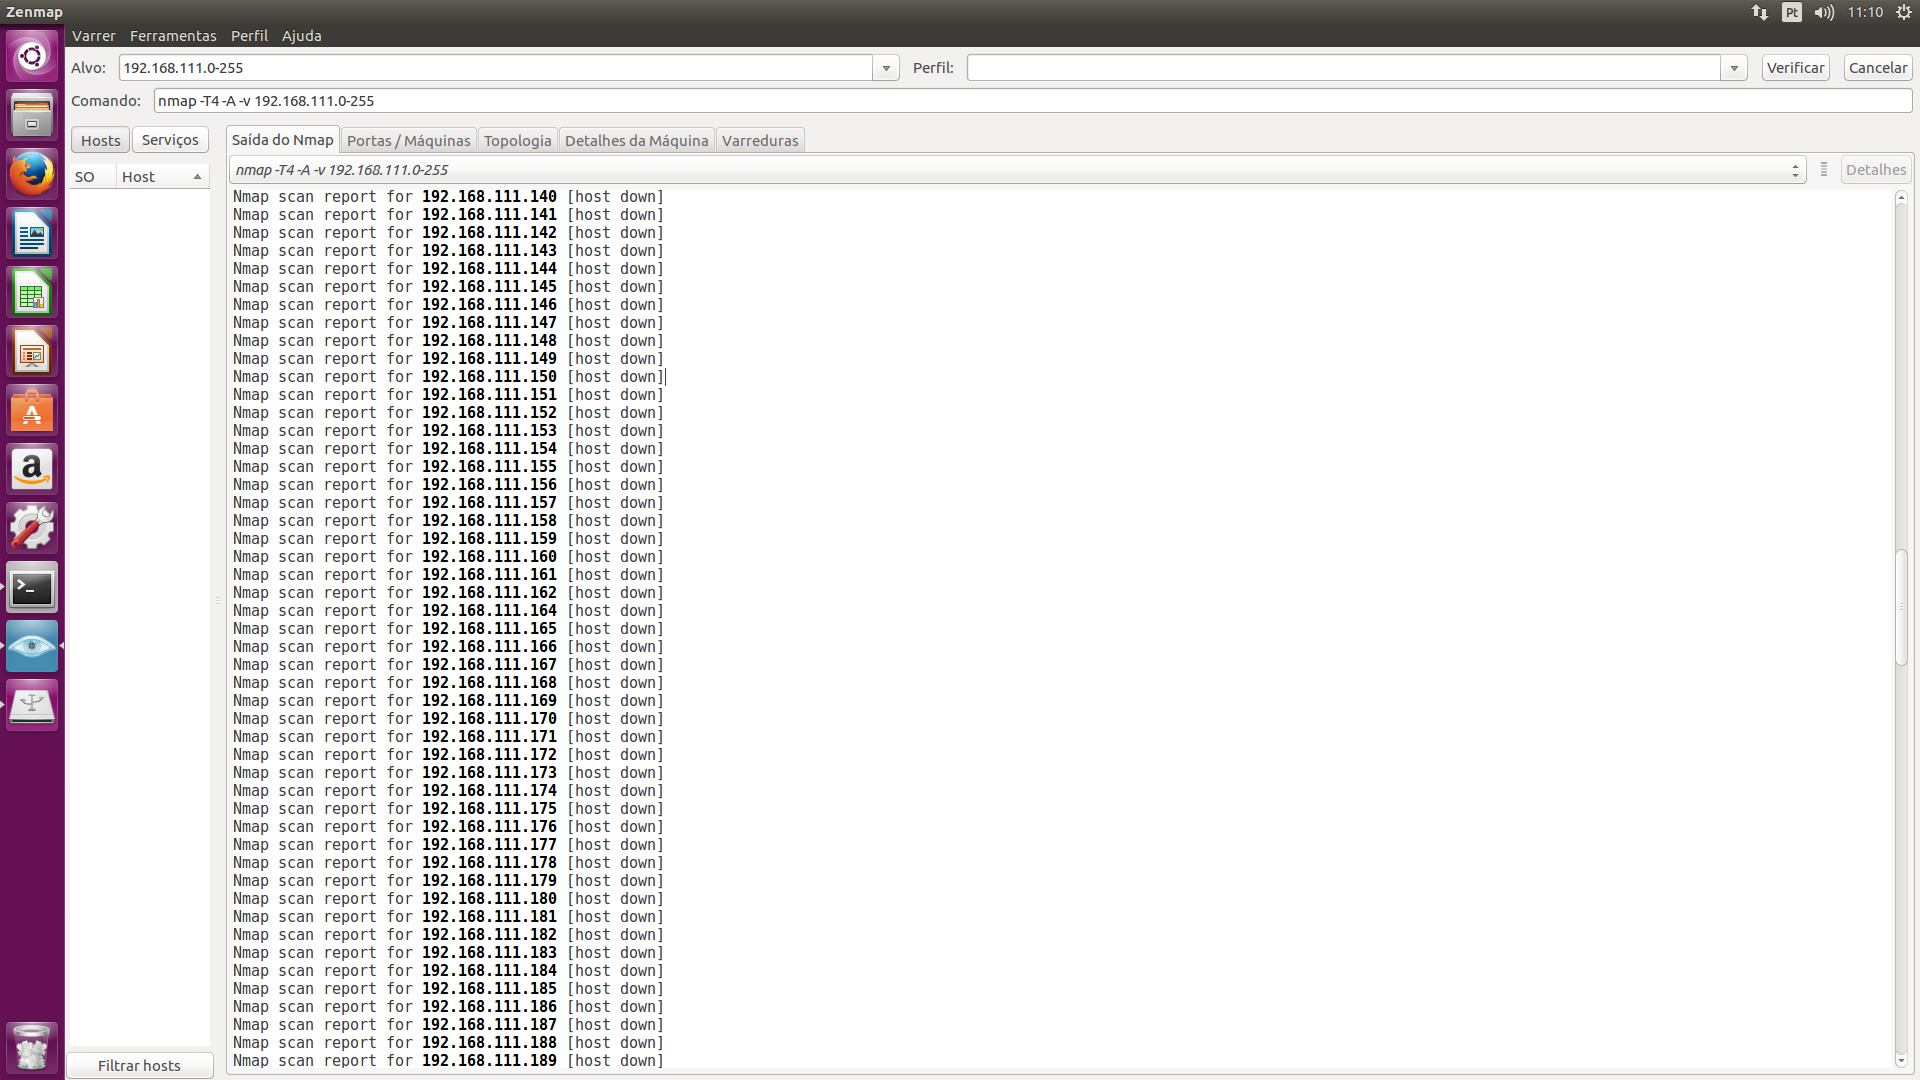 Zenmap
Pt
11:10
Varrer Ferramentas Perfil Ajuda
Alvo: 192.168.111.0-255 Perfil: Verificar Cancelar
Comando: nmap -T4 -A -v 192.168.111.0-255
Hosts Serviços Saída do Nmap Portas / Máquinas Topologia Detalhes da Máquina Varreduras
SO Host nmap -T4 -A -v 192.168.111.0-255 Detalhes
Nmap scan report for 192.168.111.140 [host down]
Nmap scan report for 192.168.111.141 [host down]
Nmap scan report for 192.168.111.142 [host down]
Nmap scan report for 192.168.111.143 [host down]
Nmap scan report for 192.168.111.144 [host down]
Nmap scan report for 192.168.111.145 [host down]
Nmap scan report for 192.168.111.146 [host down]
Nmap scan report for 192.168.111.147 [host down]
Nmap scan report for 192.168.111.148 [host down]
Nmap scan report for 192.168.111.149 [host down]
Nmap scan report for 192.168.111.150 [host down]
Nmap scan report for 192.168.111.151 [host down]
Nmap scan report for 192.168.111.152 [host down]
Nmap scan report for 192.168.111.153 [host down]
Nmap scan report for 192.168.111.154 [host down]
Nmap scan report for 192.168.111.155 [host down]
Nmap scan report for 192.168.111.156 [host down]
Nmap scan report for 192.168.111.157 [host down]
Nmap scan report for 192.168.111.158 [host down]
Nmap scan report for 192.168.111.159 [host down]
Nmap scan report for 192.168.111.160 [host down]
Nmap scan report for 192.168.111.161 [host down]
Nmap scan report for 192.168.111.162 [host down]
Nmap scan report for 192.168.111.164 [host down]
Nmap scan report for 192.168.111.165 [host down]
Nmap scan report for 192.168.111.166 [host down]
Nmap scan report for 192.168.111.167 [host down]
Nmap scan report for 192.168.111.168 [host down]
Nmap scan report for 192.168.111.169 [host down]
Nmap scan report for 192.168.111.170 [host down]
Nmap scan report for 192.168.111.171 [host down]
Nmap scan report for 192.168.111.172 [host down]
Nmap scan report for 192.168.111.173 [host down]
Nmap scan report for 192.168.111.174 [host down]
Nmap scan report for 192.168.111.175 [host down]
Nmap scan report for 192.168.111.176 [host down]
Nmap scan report for 192.168.111.177 [host down]
Nmap scan report for 192.168.111.178 [host down]
Nmap scan report for 192.168.111.179 [host down]
Nmap scan report for 192.168.111.180 [host down]
Nmap scan report for 192.168.111.181 [host down]
Nmap scan report for 192.168.111.182 [host down]
Nmap scan report for 192.168.111.183 [host down]
Nmap scan report for 192.168.111.184 [host down]
Nmap scan report for 192.168.111.185 [host down]
Nmap scan report for 192.168.111.186 [host down]
Nmap scan report for 192.168.111.187 [host down]
Nmap scan report for 192.168.111.188 [host down]
Nmap scan report for 192.168.111.189 [host down]
Filtrar hosts